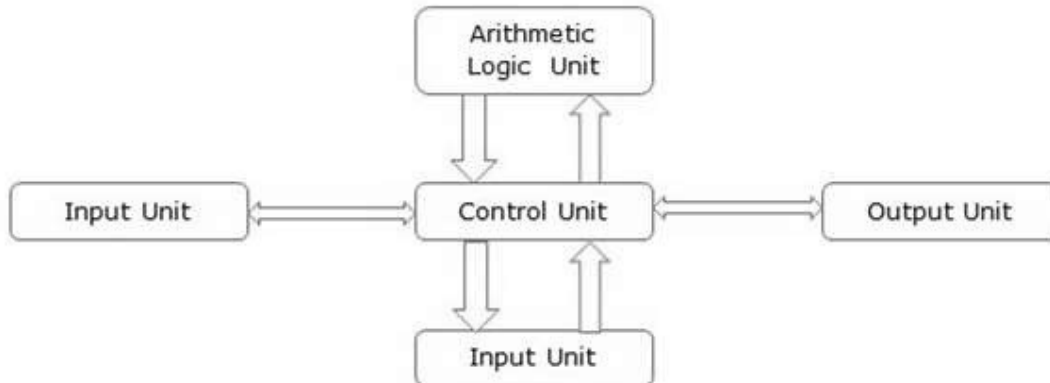 Arithmetic
Logic Unit
Input Unit
Control Unit
Output Unit
Input Unit